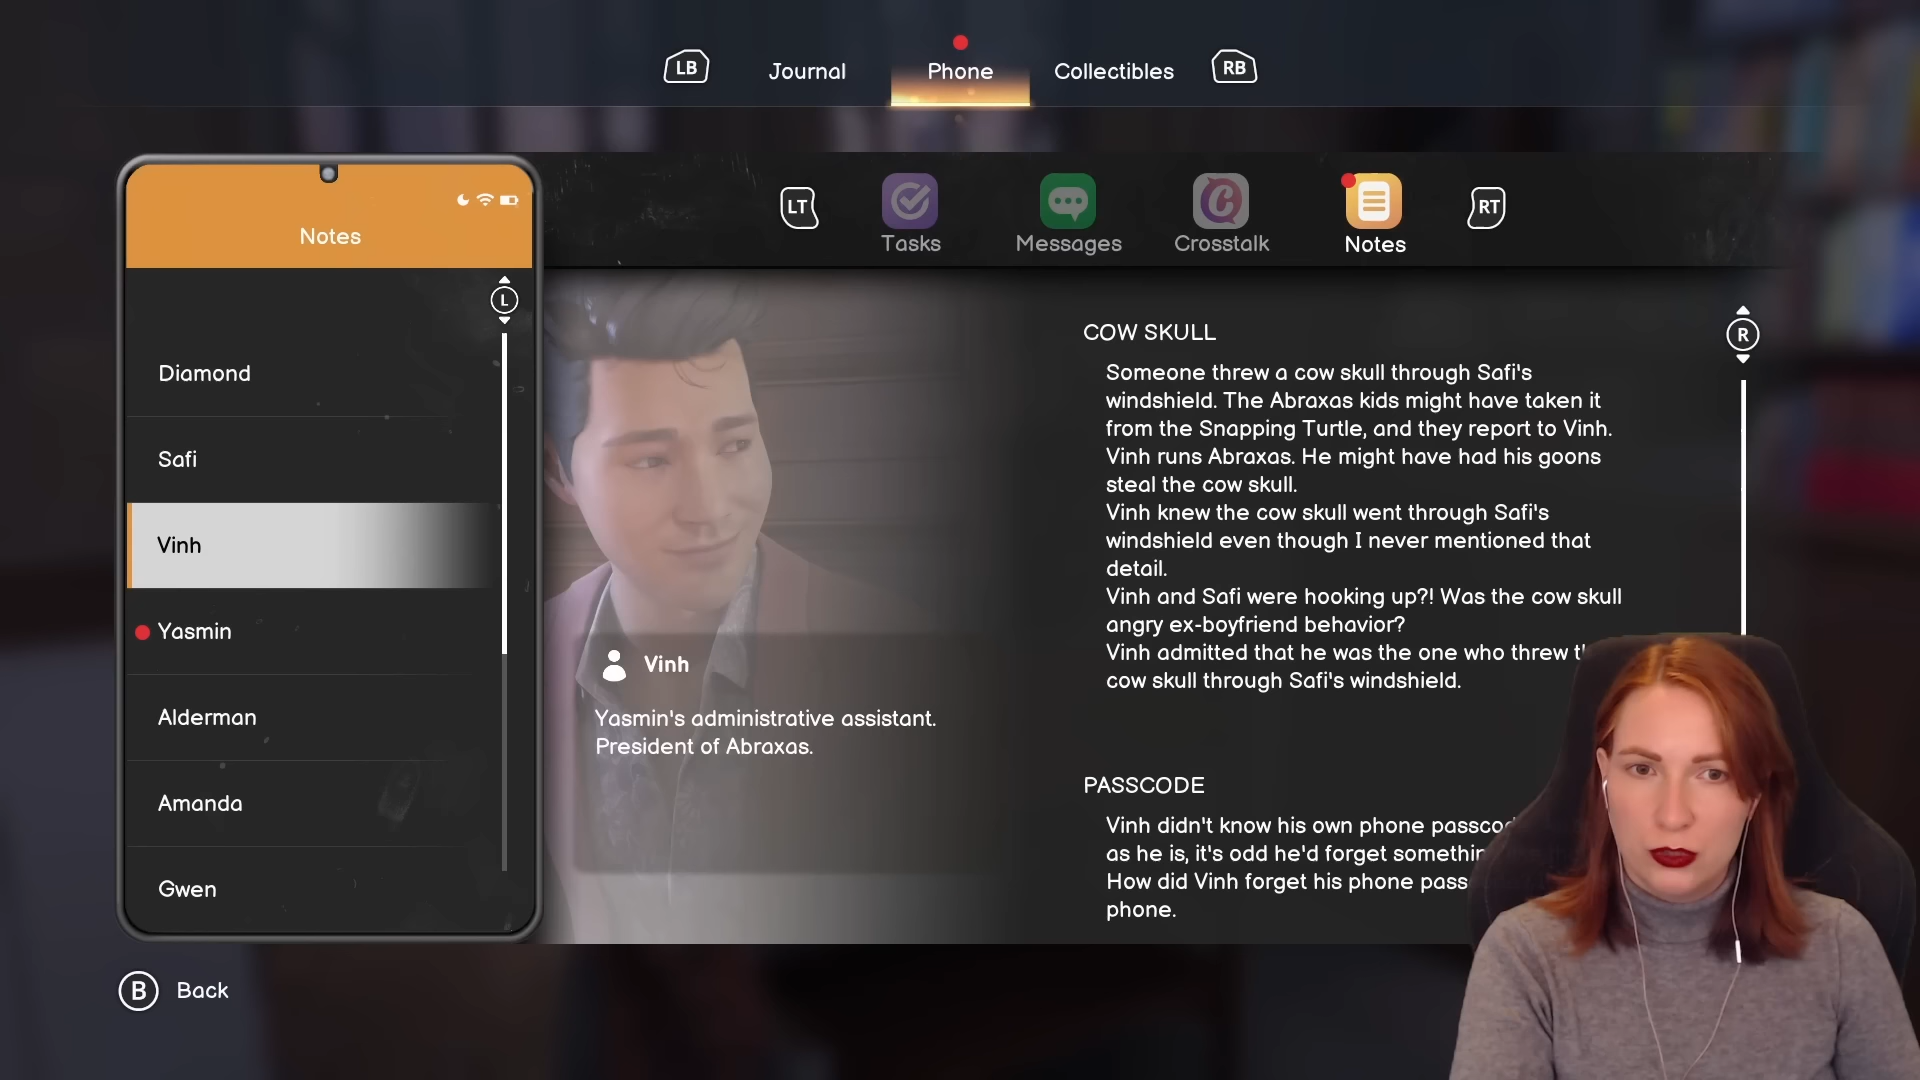 LB
Journal
Phone
Collectibles
RB
Notes
LT
Tasks
Messages
Crosstalk
Notes
RT
L
Diamond
Safi
Vinh
Yasmin
Alderman
Amanda
Gwen
Vinh
Yasmin's administrative assistant.
President of Abraxas.
R
COW SKULL
Someone threw a cow skull through Safi's
windshield. The Abraxas kids might have taken it
from the Snapping Turtle, and they report to Vinh.
Vinh runs Abraxas. He might have had his goons
steal the cow skull.
Vinh knew the cow skull went through Safi's
windshield even though I never mentioned that
detail.
Vinh and Safi were hooking up?! Was the cow skull
angry ex-boyfriend behavior?
Vinh admitted that he was the one who threw
cow skull through Safi's windshield.
PASSCODE
Vinh didn't know his own phone
as he is, it's odd he'd forget
How did Vinh forget his phone
phone.
B
Back